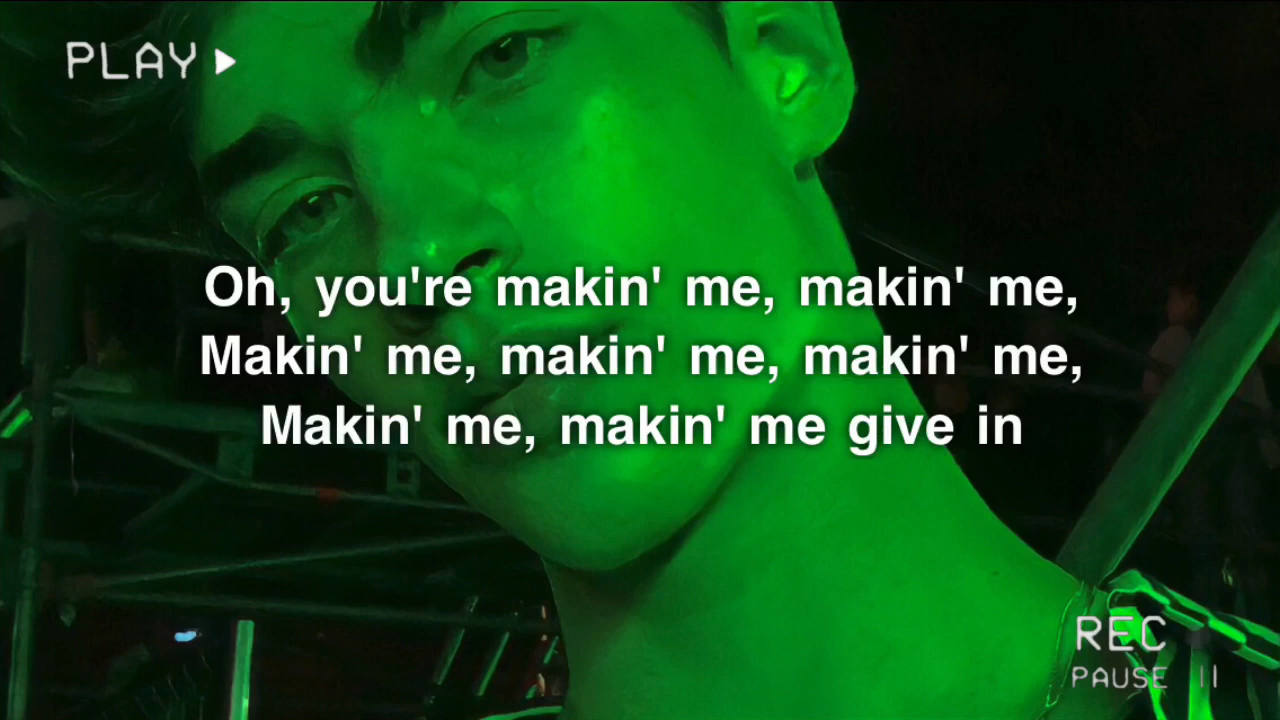 PLAY
Oh, you're makin' me, makin' me,
Makin' me, makin' me, makin' me,
Makin' me, makin' me give in
REC
PAUSE